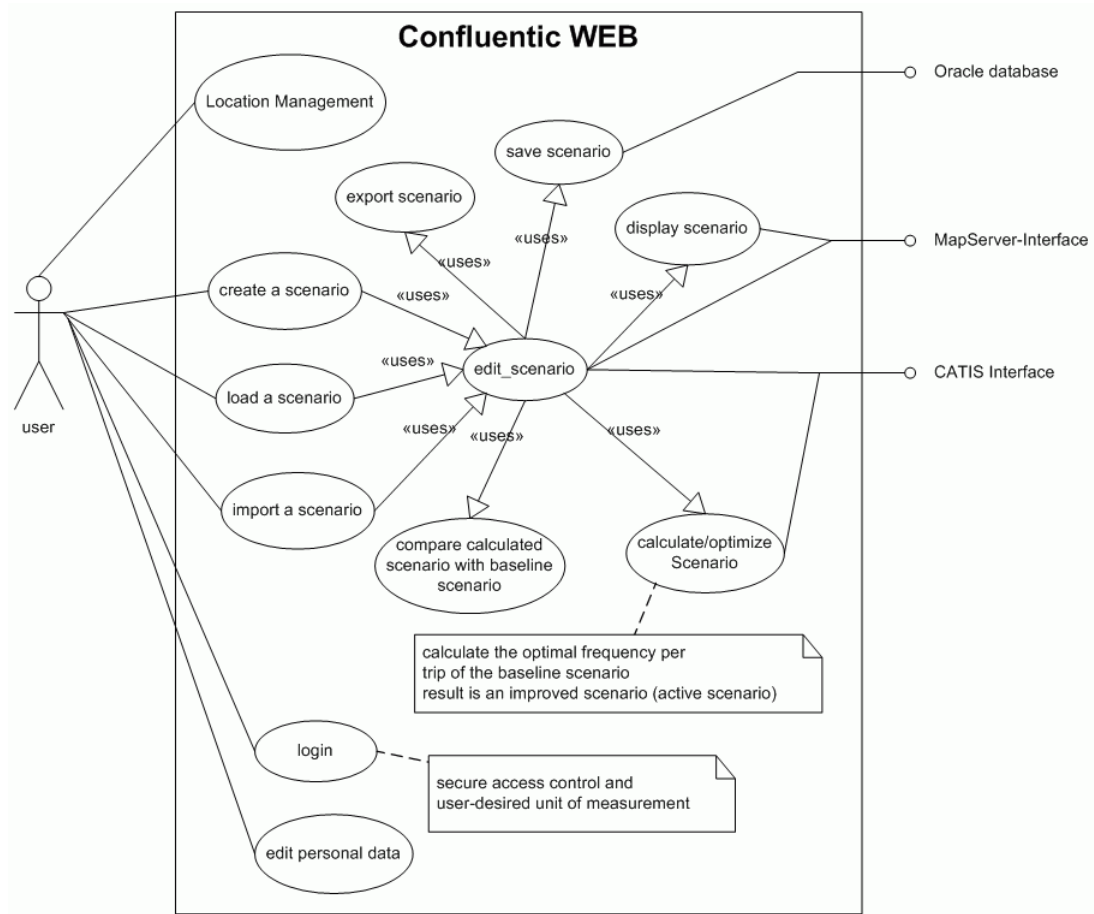 Confluentic WEB
Oracle database
Location Management
save scenario
export scenario
display scenario
«uses»
MapServer-Interface
«uses»
create a scenario
«uses»
«uses»
«uses»
edit_scenario
CATIS Interface
load a scenario
user
«uses»
«uses»
«uses»
import a scenario
compare calculated
scenario with baseline
scenario
calculate/optimize
Scenario
calculate the optimal frequency per
trip of the baseline scenario
result is an improved scenario (active scenario)
login
secure access control and
user-desired unit of measurement
edit personal data